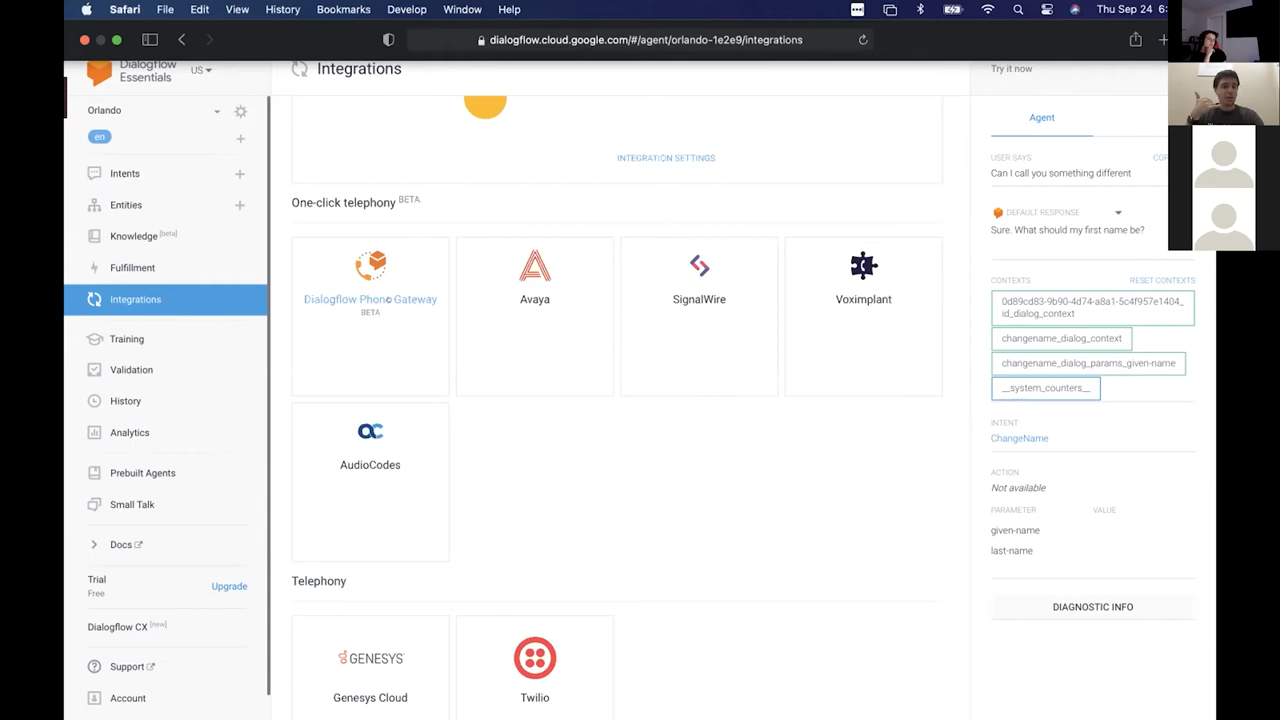 Safari File Edit View History Bookmarks Develop Window Help Thu Sep 24 6:
dialogflow.cloud.google.com/#/agent/orlando-1e2e9/integrations
Dialogflow
Essentials
US
Orlando
en
Intents
Entities
Knowledge [beta]
Fulfillment
Integrations
Training
Validation
History
Analytics
Prebuilt Agents
Small Talk
Docs
Trial
Free
Upgrade
Dialogflow CX [new]
Support
Account
Integrations
INTEGRATION SETTINGS
One-click telephony BETA
Dialogflow Phone Gateway
BETA
Avaya
SignalWire
Voximplant
AudioCodes
Telephony
GENESYS
Genesys Cloud
Twilio
Try it now
Agent
USER SAYS
Can I call you something different
DEFAULT RESPONSE
Sure. What should my first name be?
CONTEXTS
RESET CONTEXTS
0d89cd83-9b90-4d74-a8a1-5c4f957e1404_
id_dialog_context
changename_dialog_context
changename_dialog_params_given-name
__system_counters__
INTENT
ChangeName
ACTION
Not available
PARAMETER VALUE
given-name
last-name
DIAGNOSTIC INFO